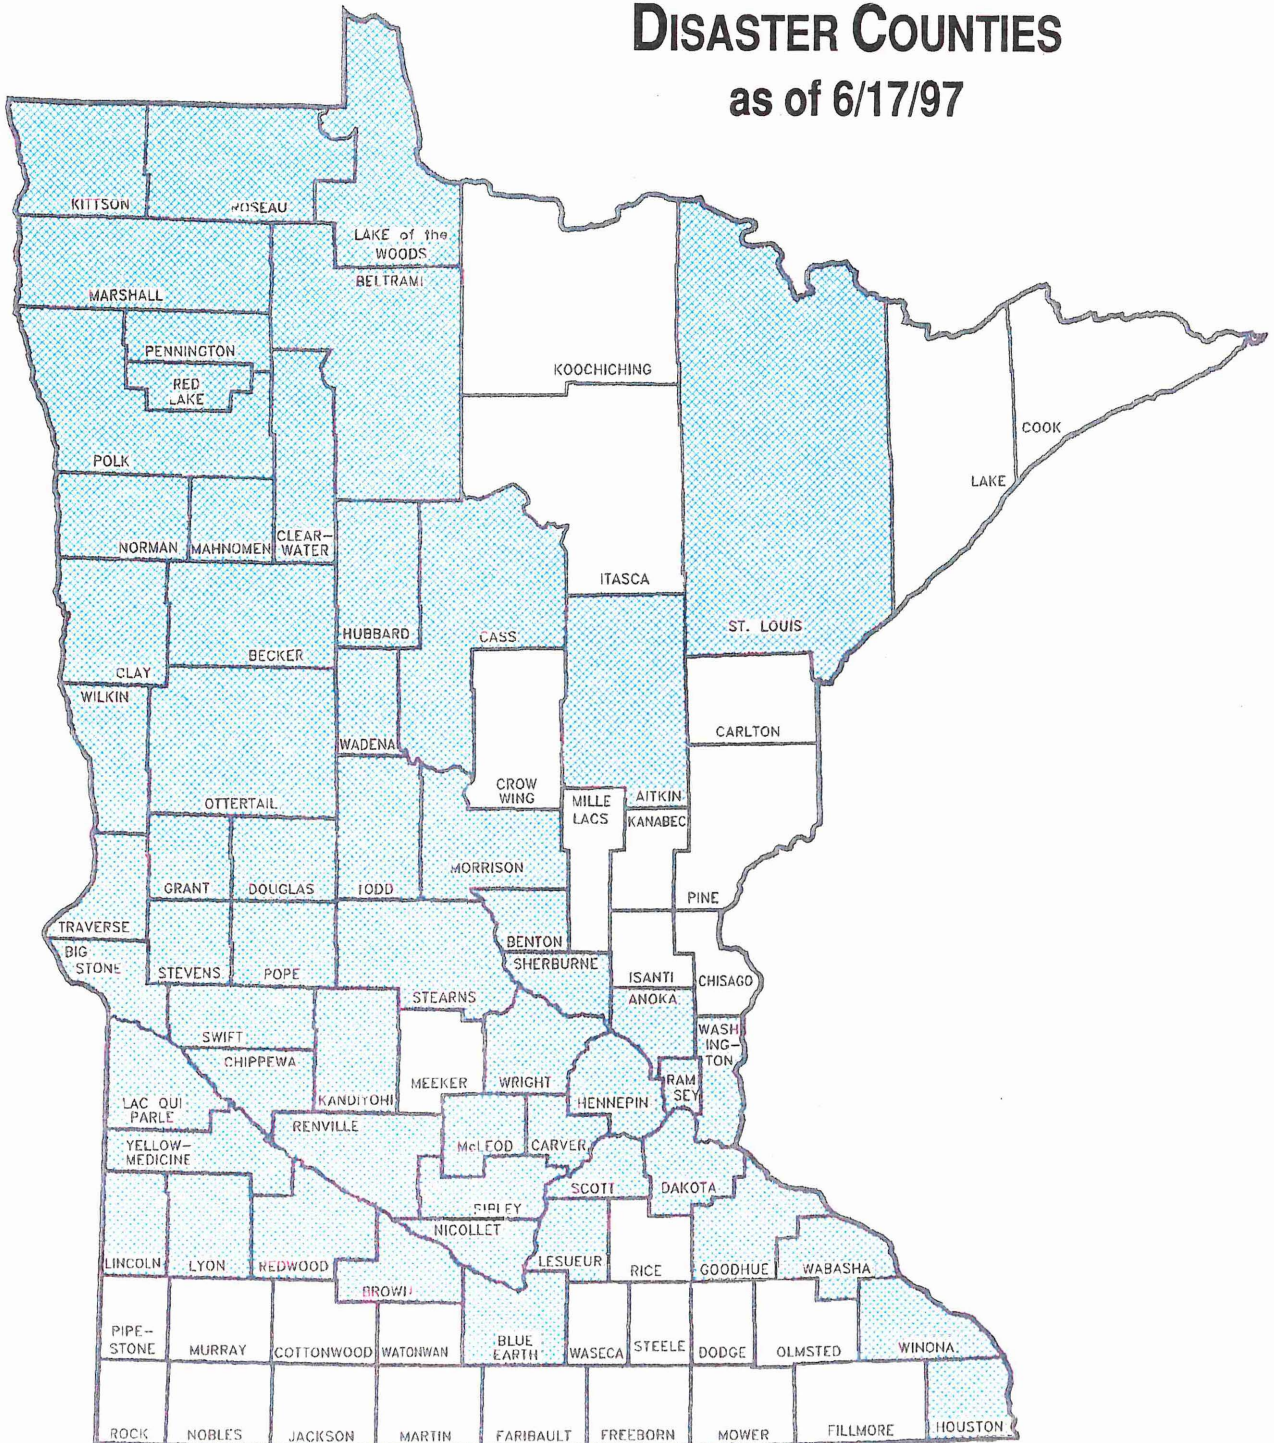 DISASTER COUNTIES
as of 6/17/97
KITTSON
ROSEAU
LAKE of the
WOODS
BELTRAMI
MARSHALL
PENNINGTON
RED
LAKE
KOOCHICHING
COOK
LAKE
POLK
NORMAN
MAHNOMEN
CLEAR-
WATER
ITASCA
HUBBARD
CASS
ST. LOUIS
BECKER
CLAY
WILKIN
WADENA
CARLTON
CROW
WING
MILLE
LACS
AITKIN
KANABEC
OTTERTAIL
MORRISON
GRANT
DOUGLAS
TODD
PINE
TRAVERSE
BIG
STONE
STEVENS
POPE
BENTON
SHERBURNE
ISANTI
CHISAGO
STEARNS
ANOKA
WASH
ING-
TON
SWIFT
CHIPPEWA
MEEKER
WRIGHT
RAM
SEY
KANDIYOHI
HENNEPIN
LAC QUI
PARLE
RENVILLE
McLEOD
CARVER
YELLOW-
MEDICINE
SCOTT
DAKOTA
SIBLEY
NICOLLET
LINCOLN
LYON
REDWOOD
LESUEUR
RICE
GOODHUE
WABASHA
BROWN
PIPE-
STONE
MURRAY
COTTONWOOD
WATONWAN
BLUE
EARTH
WASECA
STEELE
DODGE
OLMSTED
WINONA
ROCK
NOBLES
JACKSON
MARTIN
FARIBAULT
FREEBORN
MOWER
FILLMORE
HOUSTON